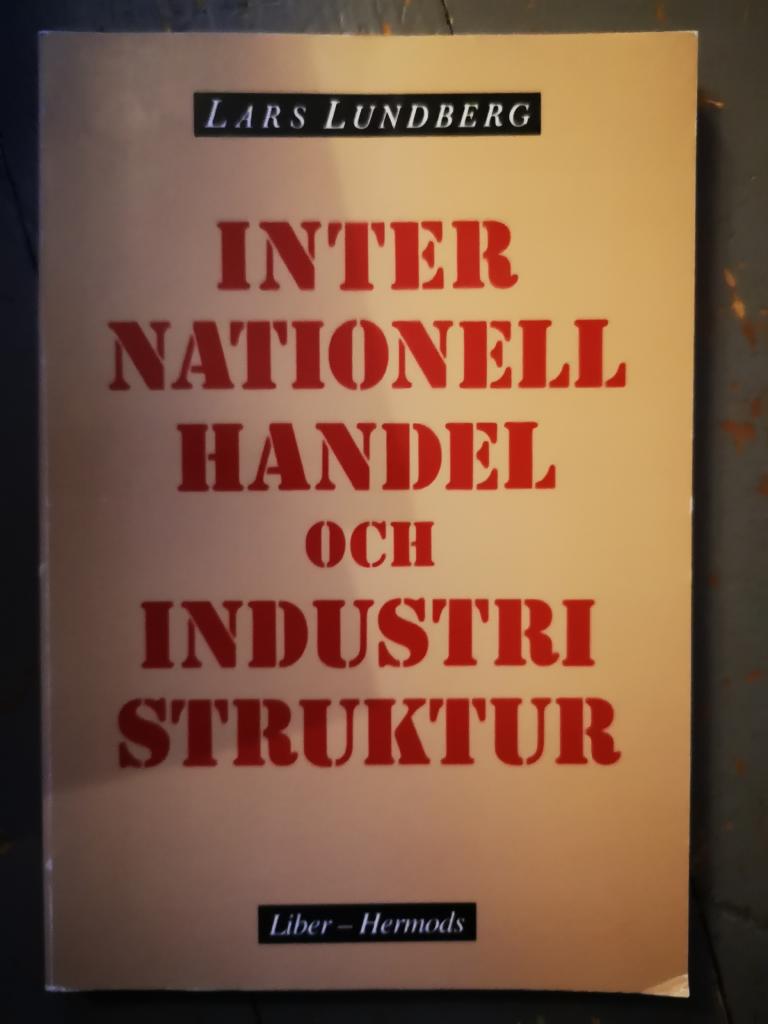 LARS LUNDBERG
INTER
NATIONELL
HANDEL
OCH
INDUSTRI
STRUKTUR
Liber – Hermods